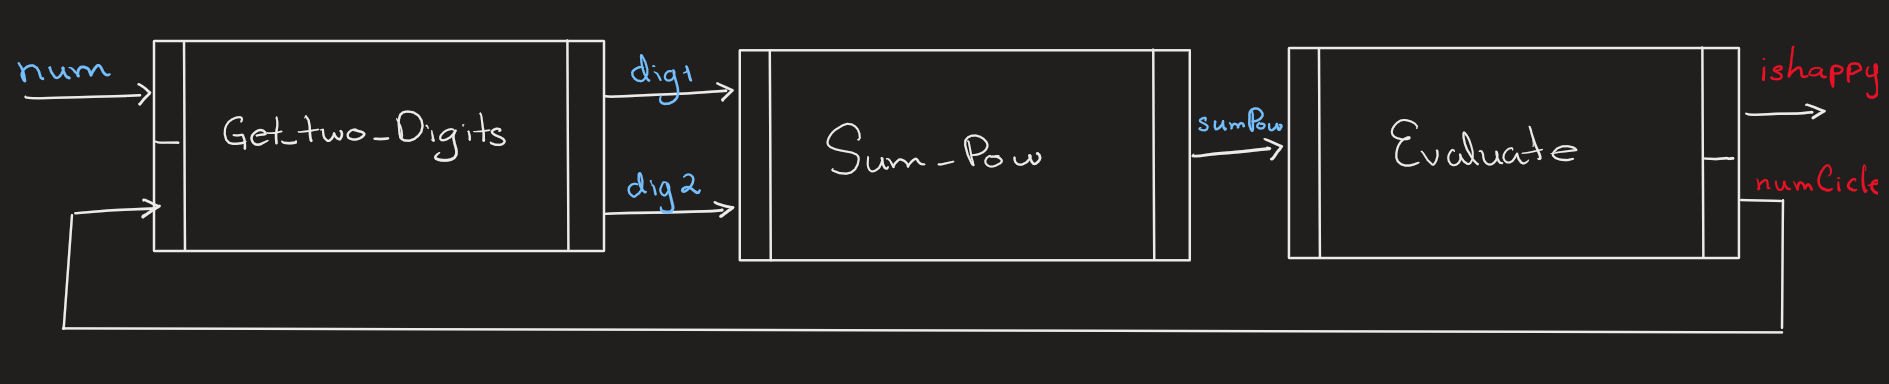 num
Get_two_Digits
dig1
dig2
Sum_Pow
sumPow
Evaluate
ishappy
numCicle